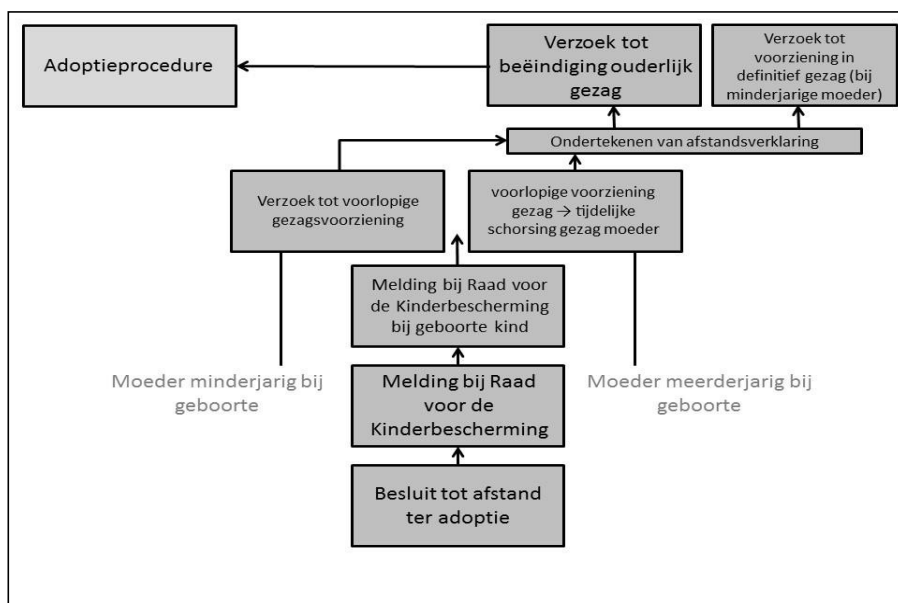 Adoptieprocedure
Verzoek tot
beëindiging ouderlijk
gezag
Verzoek tot
voorziening in
definitief gezag (bij
minderjarige moeder)
Ondertekenen van afstandsverklaring
Verzoek tot voorlopige
gezagsvoorziening
voorlopige voorziening
gezag → tijdelijke
schorsing gezag moeder
Melding bij Raad voor
de Kinderbescherming
bij geboorte kind
Moeder minderjarig bij
geboorte
Melding bij Raad
voor de
Kinderbescherming
Moeder meerderjarig bij
geboorte
Besluit tot afstand
ter adoptie